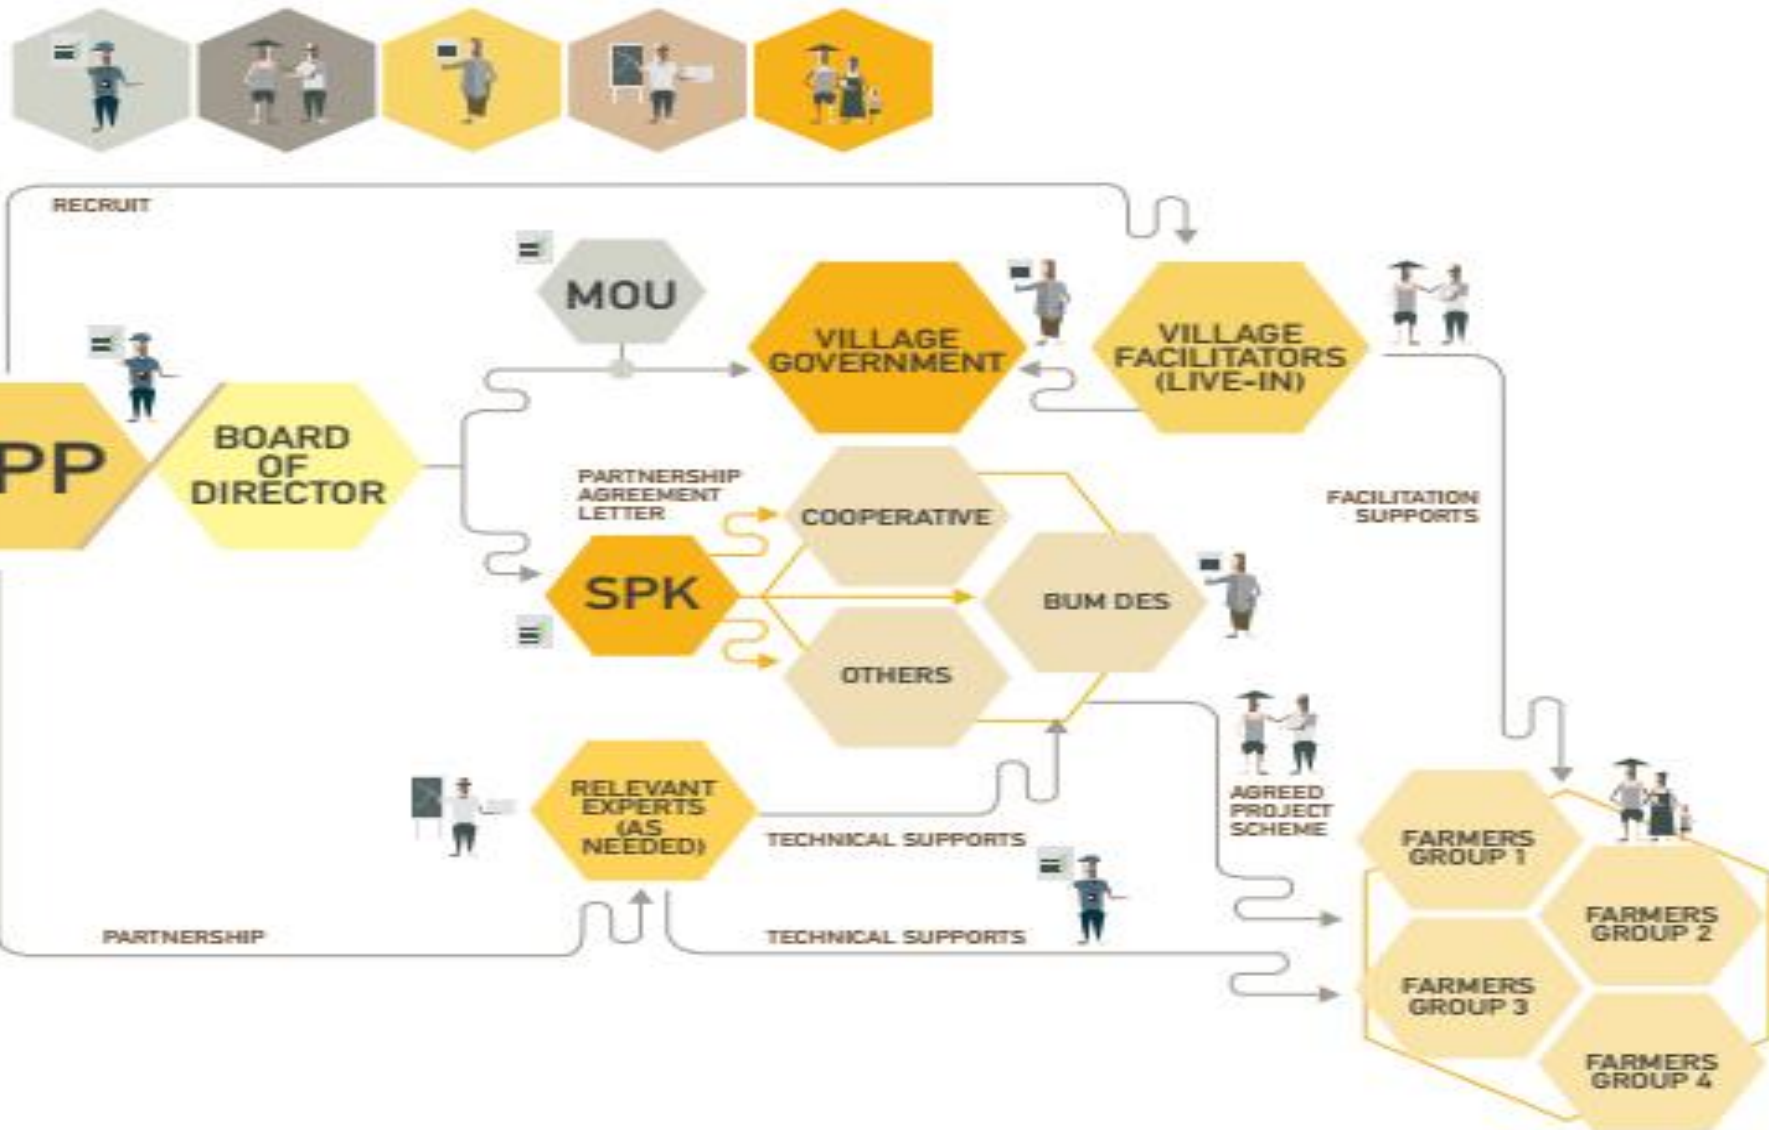 RECRUIT
MOU
VILLAGE
GOVERNMENT
VILLAGE
FACILITATORS
(LIVE-IN)
PP
BOARD
OF
DIRECTOR
PARTNERSHIP
AGREEMENT
LETTER
COOPERATIVE
FACILITATION
SUPPORTS
SPK
BUM DES
OTHERS
RELEVANT
EXPERTS
(AS
NEEDED)
TECHNICAL SUPPORTS
AGREED
PROJECT
SCHEME
FARMERS
GROUP 1
FARMERS
GROUP 2
PARTNERSHIP
TECHNICAL SUPPORTS
FARMERS
GROUP 3
FARMERS
GROUP 4